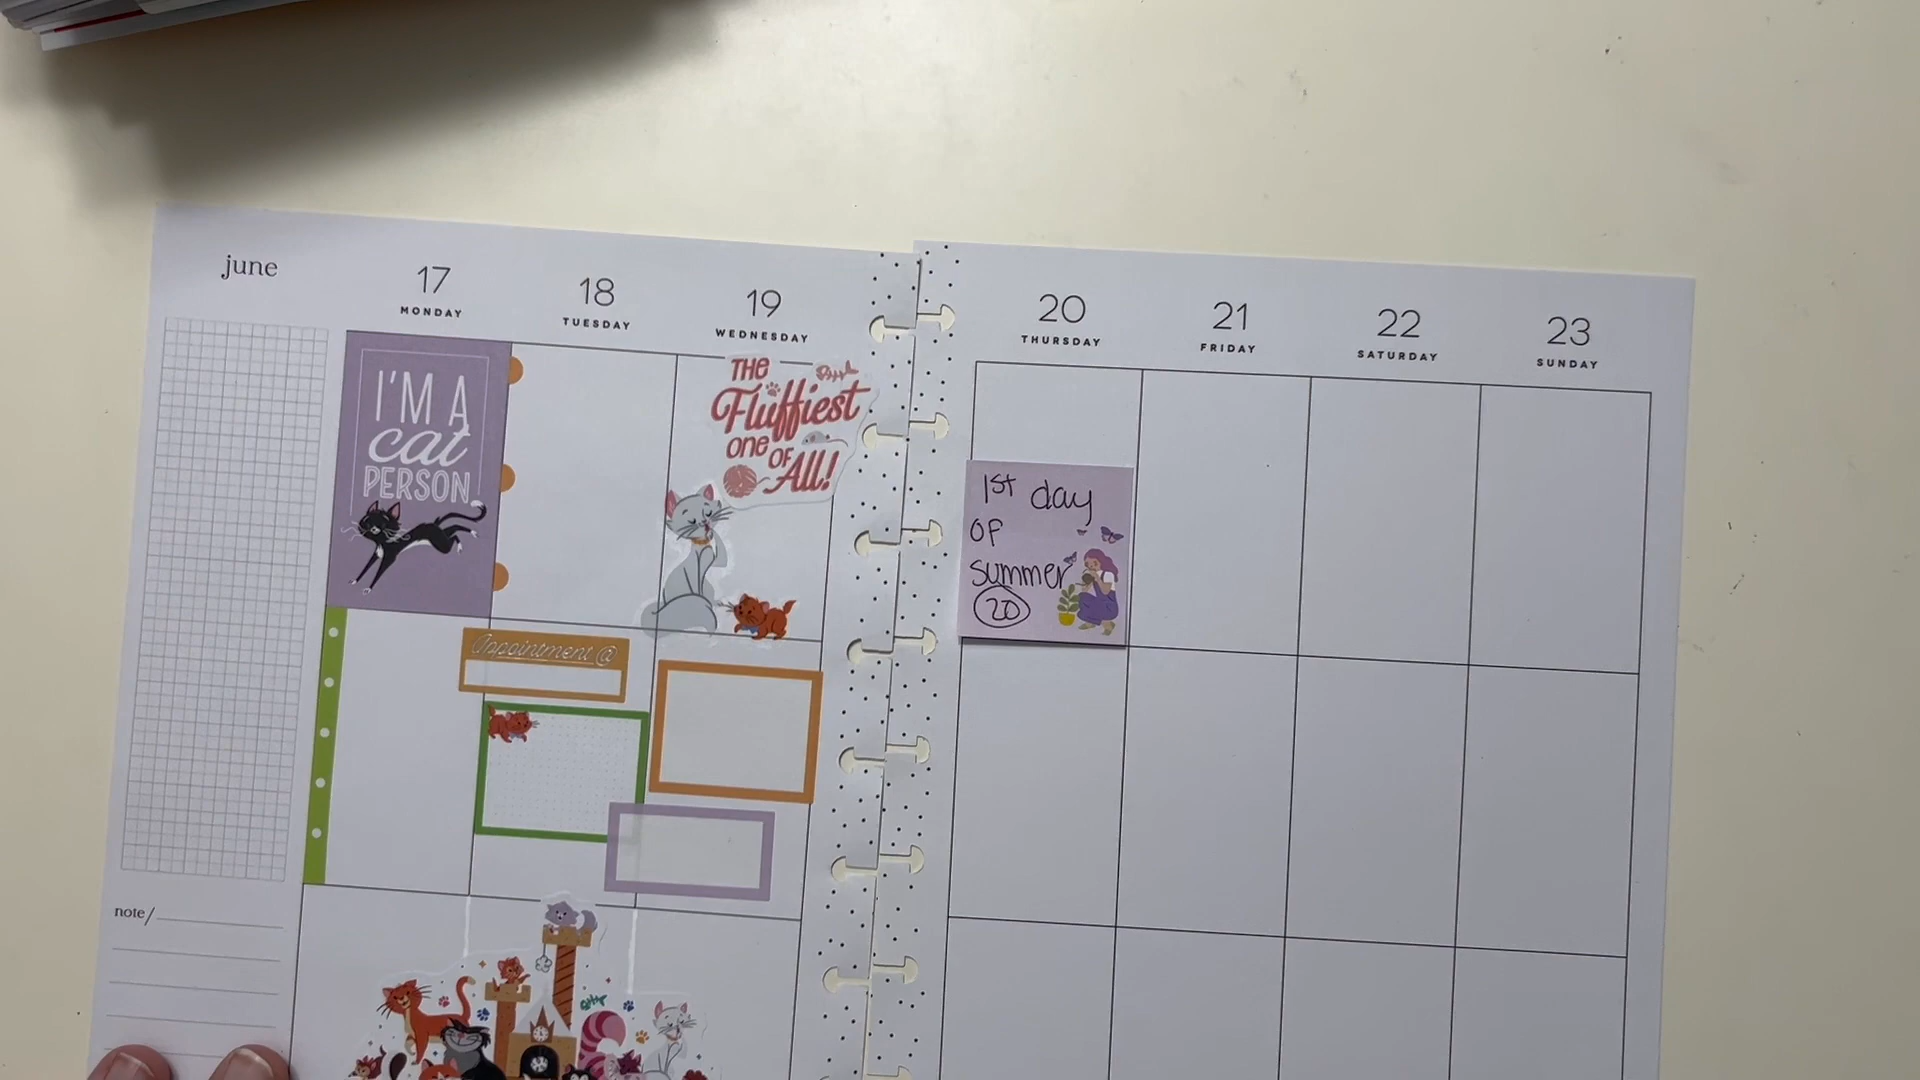 june
17
MONDAY
18
TUESDAY
19
WEDNESDAY
20
THURSDAY
21
FRIDAY
22
SATURDAY
23
SUNDAY
I'M A
cat
PERSON
THE
Fluffiest
ONE OF
All!
1st day
OF
summer
20
Appointment @
note/